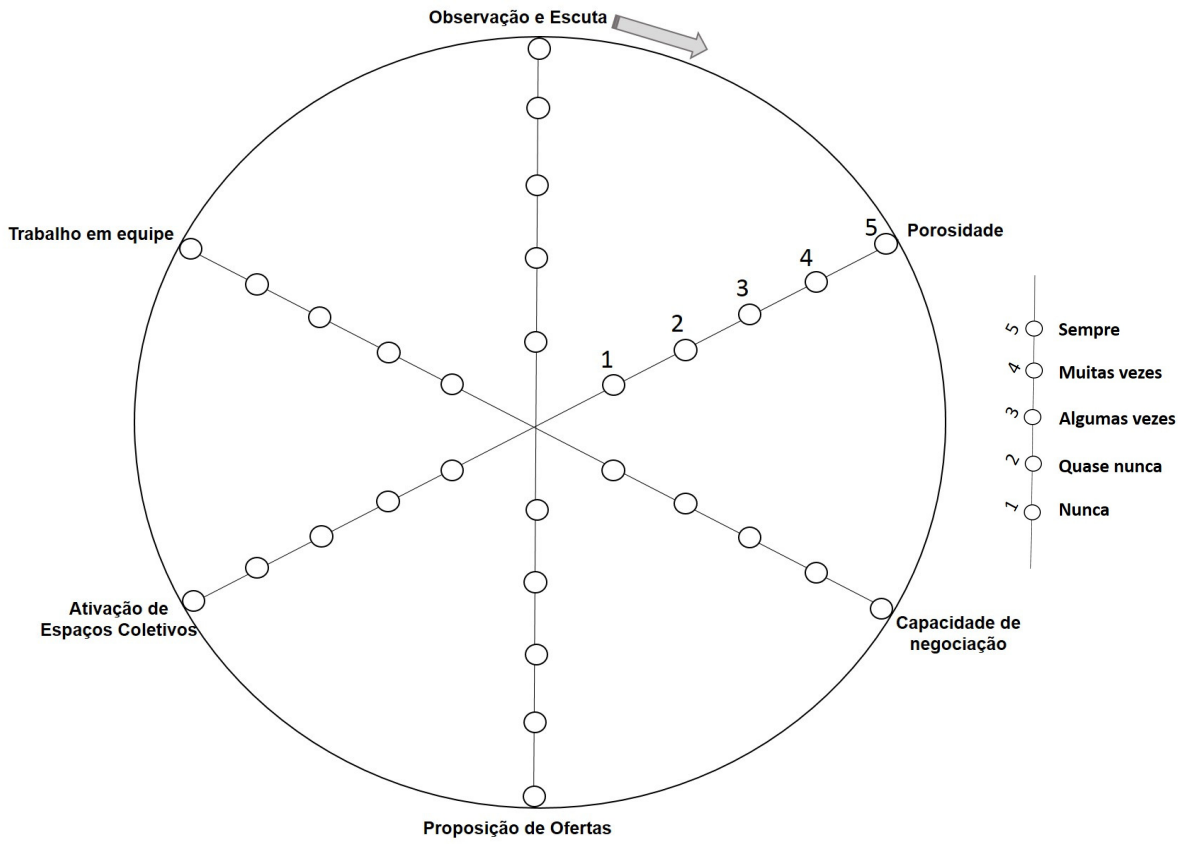 Observação e Escuta
Trabalho em equipe
5 Porosidade
4
3
2
1
5 Sempre
4 Muitas vezes
3 Algumas vezes
2 Quase nunca
1 Nunca
Ativação de
Espaços Coletivos
Capacidade de
negociação
Proposição de Ofertas